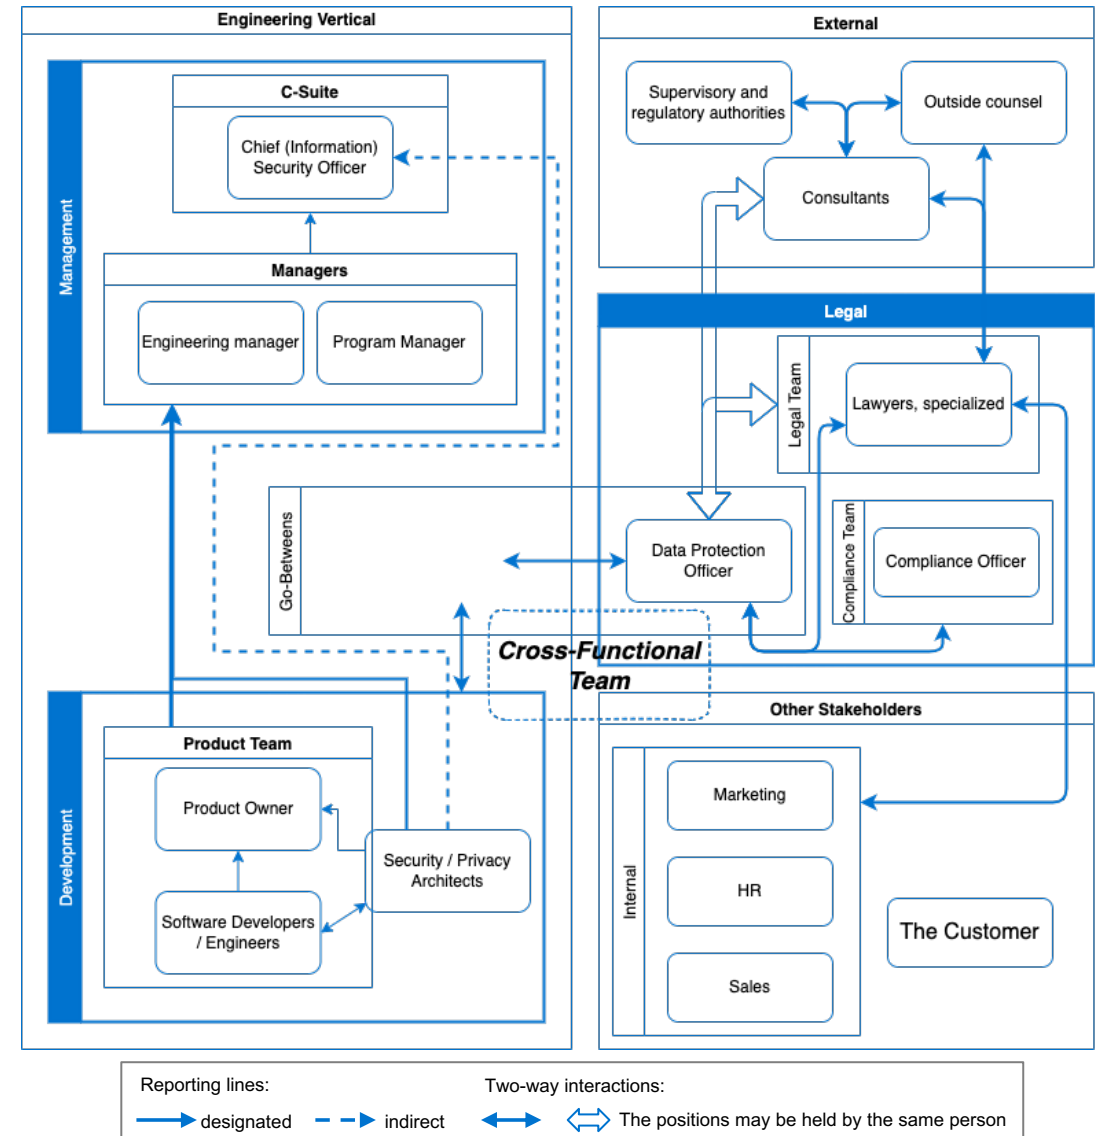 Engineering Vertical
Management
C-Suite
Chief (Information)
Security Officer
Managers
Engineering manager
Program Manager
External
Supervisory and
regulatory authorities
Outside counsel
Consultants
Legal
Legal Team
Lawyers, specialized
Compliance Team
Compliance Officer
Go-Betweens
Data Protection
Officer
Cross-Functional
Team
Development
Product Team
Product Owner
Software Developers
/ Engineers
Security / Privacy
Architects
Other Stakeholders
Internal
Marketing
HR
Sales
The Customer
Reporting lines:
designated
indirect
Two-way interactions:
The positions may be held by the same person